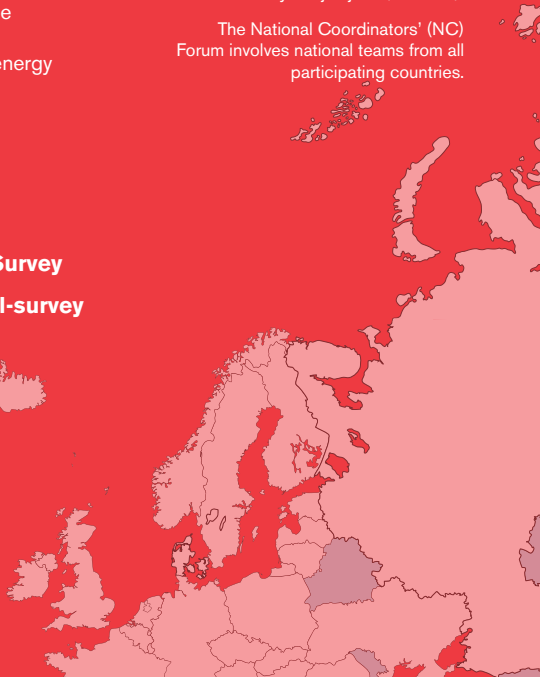 e
energy
The National Coordinators' (NC)
Forum involves national teams from all
participating countries.
Survey
l-survey